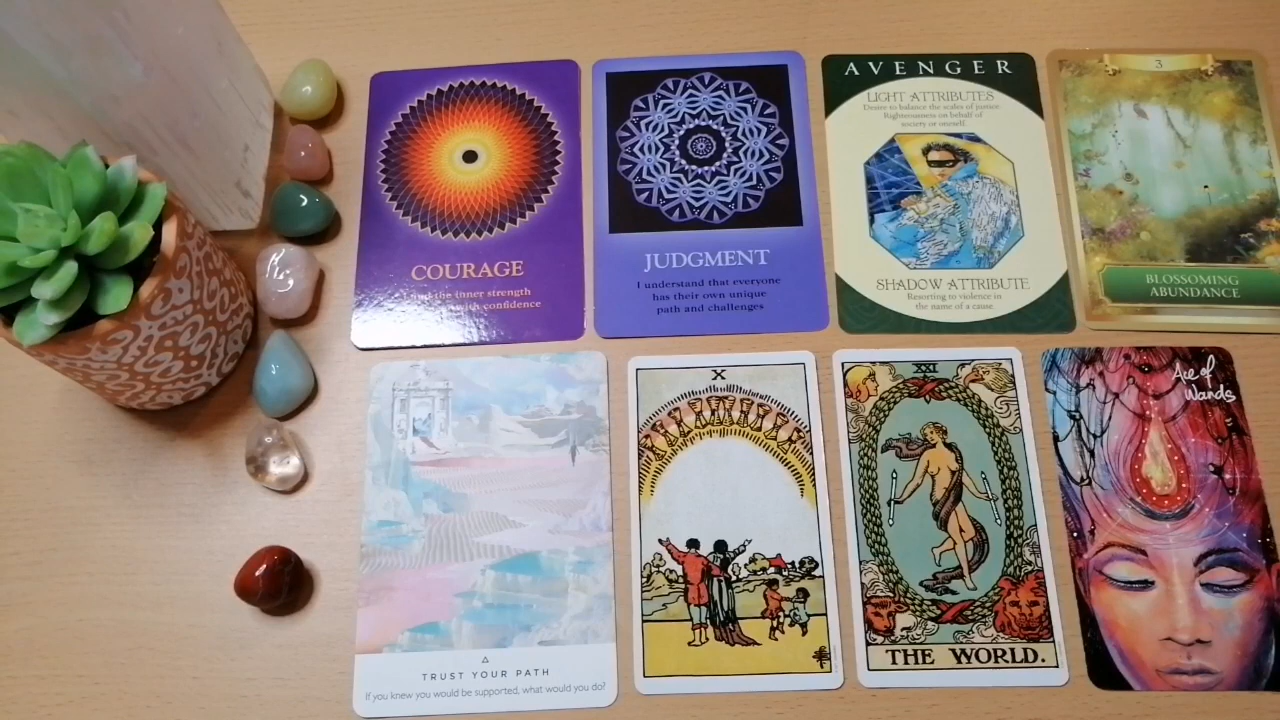 COURAGE
the inner strength
with confidence
JUDGMENT
I understand that everyone
has their own unique
path and challenges
AVENGER
LIGHT ATTRIBUTES
Desire to balance the scales of justice.
Righteousness on behalf of
society or oneself.
SHADOW ATTRIBUTE
Resorting to violence in
the name of a cause
3
BLOSSOMING
ABUNDANCE
TRUST YOUR PATH
If you knew you would be supported, what would you do?
X
XXI
THE WORLD.
Ace of
Wands